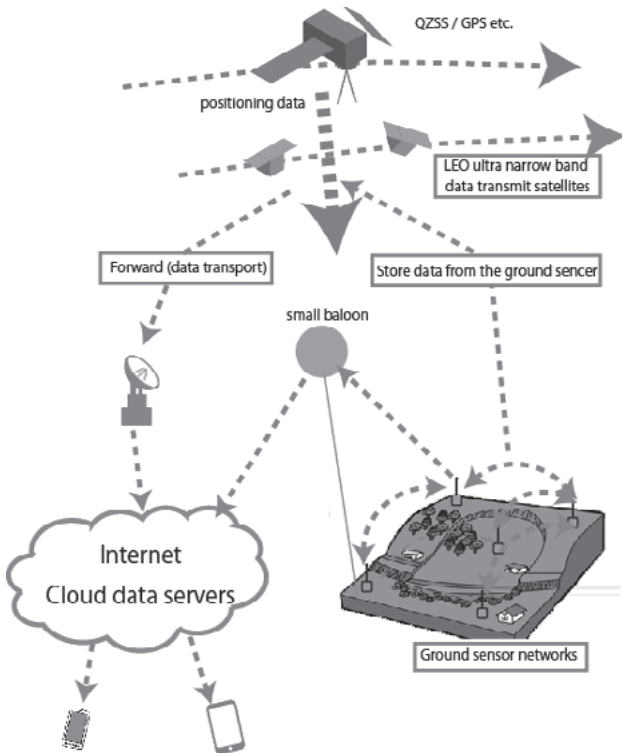 QZSS / GPS etc.
positioning data
LEO ultra narrow band
data transmit satellites
Forward (data transport)
Store data from the ground sencer
small baloon
Internet
Cloud data servers
Ground sensor networks